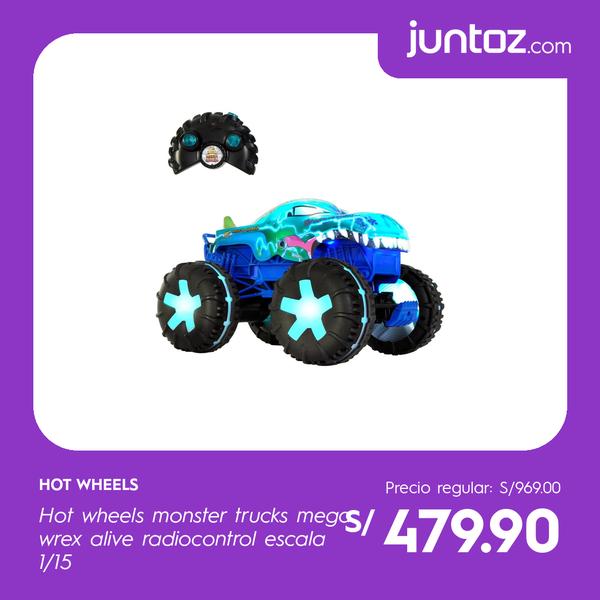 juntoz.com
HOT WHEELS
Precio regular: S/969.00
Hot wheels monster trucks mega
wrex alive radiocontrol escala
1/15
S/ 479.90